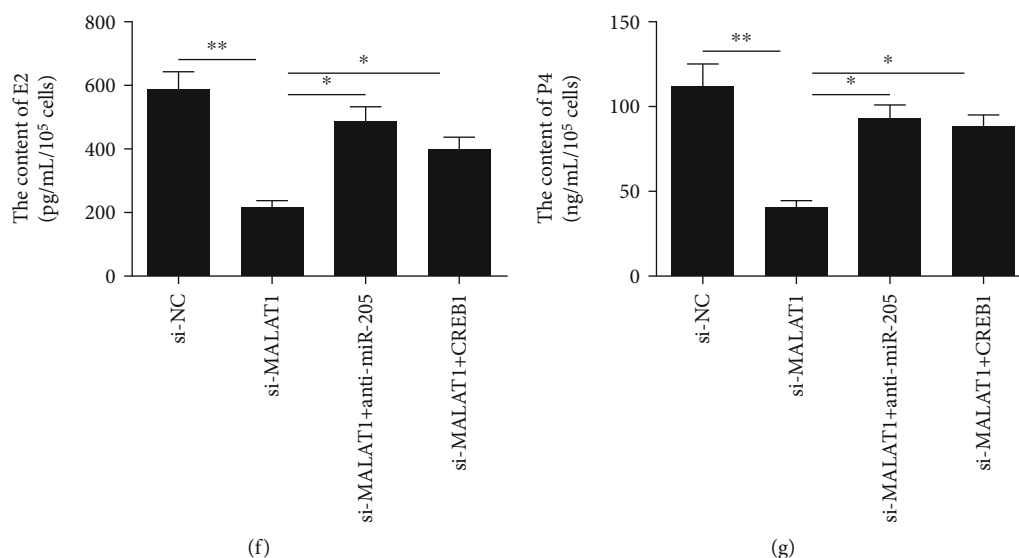 The content of E2
(pg/mL/10⁵ cells)
800
600
400
200
0
**
*
*
si-NC
si-MALAT1
si-MALAT1+anti-miR-205
si-MALAT1+CREB1
(f)
The content of P4
(ng/mL/10⁵ cells)
150
100
50
0
**
*
*
si-NC
si-MALAT1
si-MALAT1+anti-miR-205
si-MALAT1+CREB1
(g)